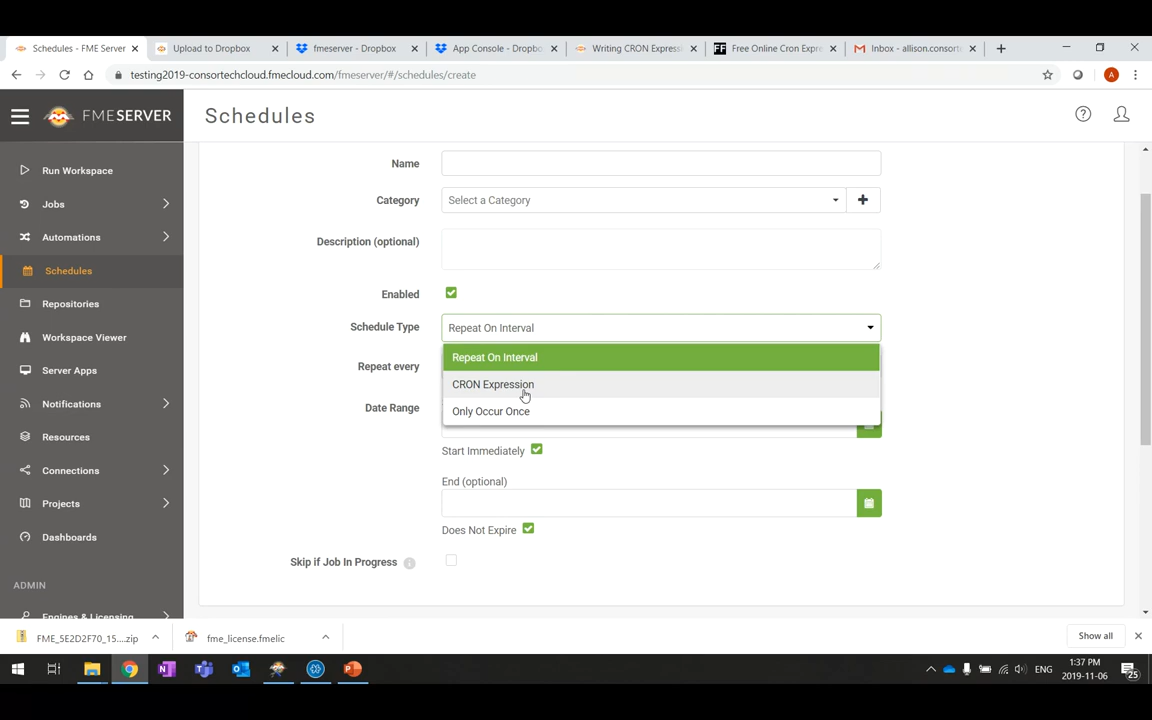 Schedules - FME Server
Upload to Dropbox
fmeserver - Dropbox
App Console - Dropbo
Writing CRON Express
Free Online Cron Expre
Inbox - allison.consort
testing2019-consortechcloud.fmecloud.com/fmeserver/#/schedules/create
A
FMESERVER
Schedules
Run Workspace
Jobs
Automations
Schedules
Repositories
Workspace Viewer
Server Apps
Notifications
Resources
Connections
Projects
Dashboards
ADMIN
Engines & Licensing
Name
Category
Select a Category
Description (optional)
Enabled
Schedule Type
Repeat On Interval
Repeat On Interval
Repeat every
CRON Expression
Date Range
Only Occur Once
Start Immediately
End (optional)
Does Not Expire
Skip if Job In Progress
FME_5E2D2F70_15....zip
fme_license.fmelic
Show all
ENG
1:37 PM
2019-11-06
25